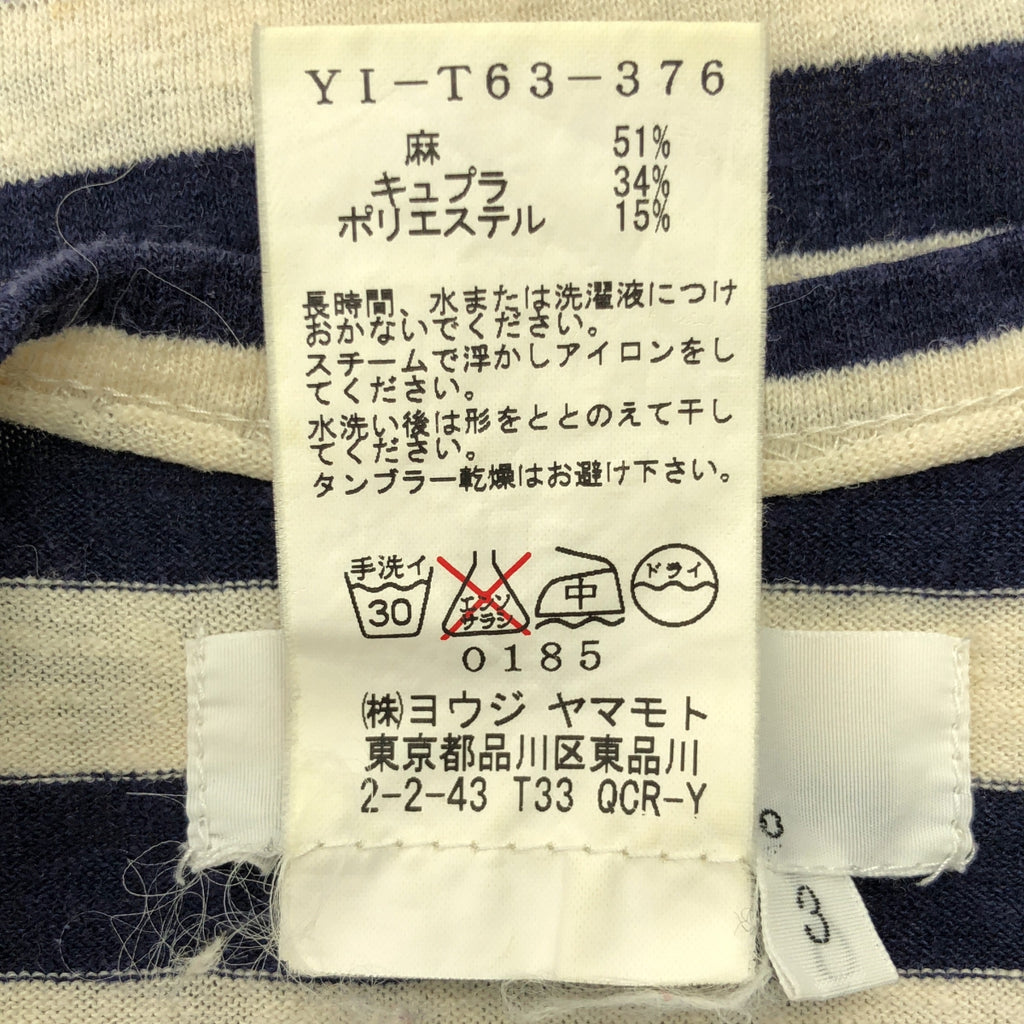 YI-T63-376
麻 51%
キュプラ 34%
ポリエステル 15%
長時間、水または洗濯液につけ
おかないでください。
スチームで浮かしアイロンをし
てください。
水洗い後は形をととのえて干し
てください。
タンブラー乾燥はお避け下さい。
手洗イ
30
エンソ
サラシ
中
ドライ
0185
(株)ヨウジ ヤマモト
東京都品川区東品川
2-2-43 T33 QCR-Y
3